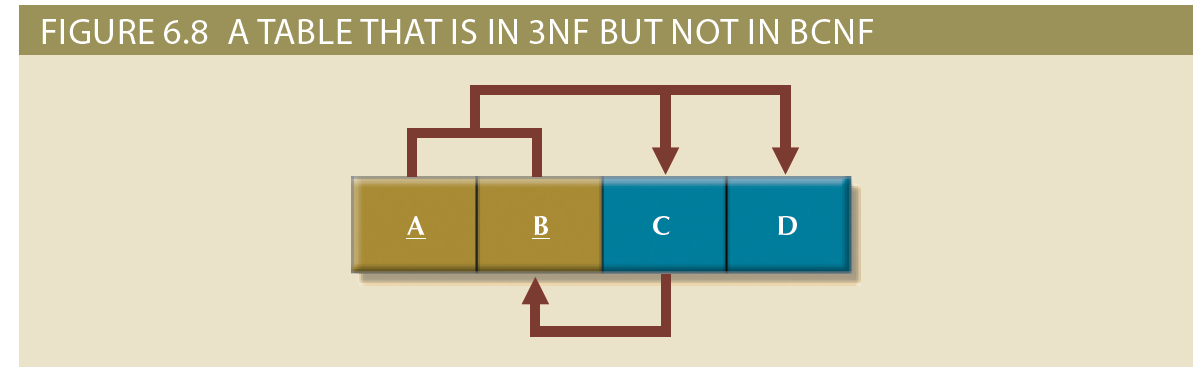 FIGURE 6.8 A TABLE THAT IS IN 3NF BUT NOT IN BCNF
A B C D